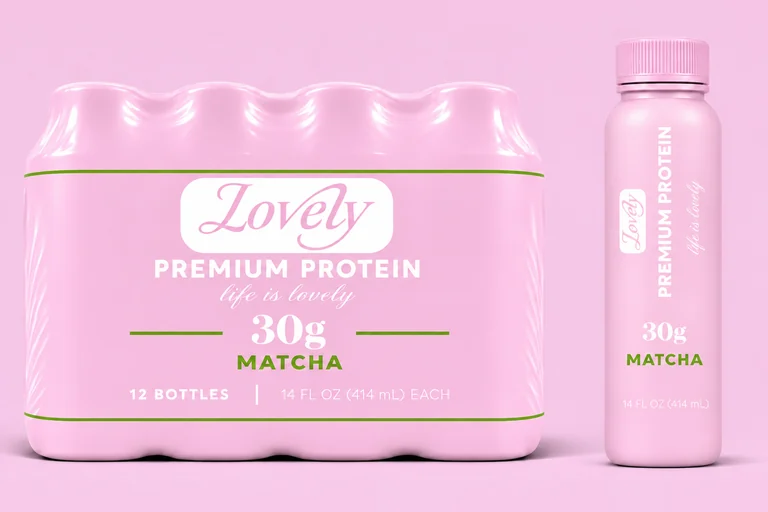 Lovely
PREMIUM PROTEIN
life is lovely
30g
MATCHA
12 BOTTLES | 14 FL OZ (414 mL) EACH
Lovely
PREMIUM PROTEIN
life is lovely
30g
MATCHA
14 FL OZ (414 mL)